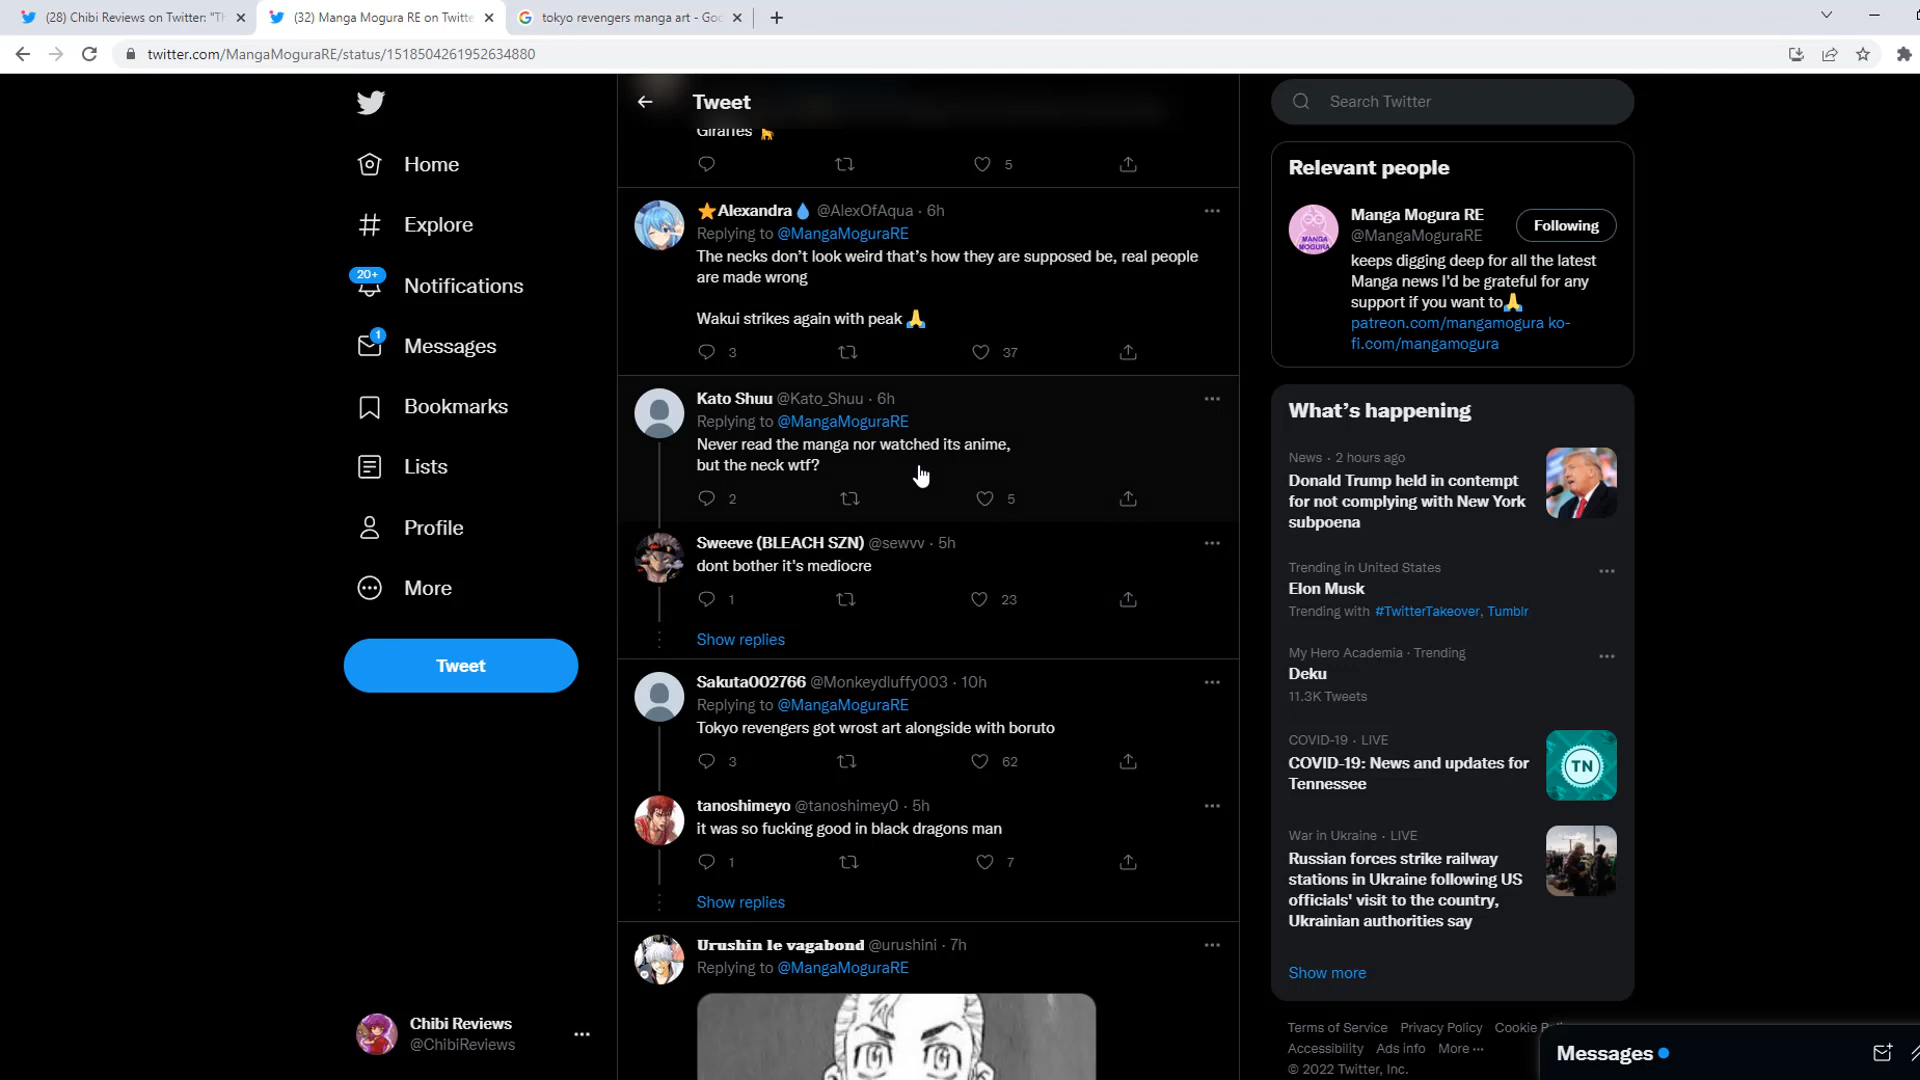 (28) Chibi Reviews on Twitter: "Th
(32) Manga Mogura RE on Twitte
tokyo revengers manga art - Goo
twitter.com/MangaMoguraRE/status/1518504261952634880
Home
Explore
20+
Notifications
1
Messages
Bookmarks
Lists
Profile
More
Tweet
Chibi Reviews
@ChibiReviews
Tweet
Giraffes 🦒
5
⭐Alexandra💧 @AlexOfAqua · 6h
Replying to @MangaMoguraRE
The necks don't look weird that's how they are supposed be, real people
are made wrong
Wakui strikes again with peak 🙏
3 37
Kato Shuu @Kato_Shuu · 6h
Replying to @MangaMoguraRE
Never read the manga nor watched its anime,
but the neck wtf?
2 5
Sweeve (BLEACH SZN) @sewvv · 5h
dont bother it's mediocre
1 23
Show replies
Sakuta002766 @Monkeydluffy003 · 10h
Replying to @MangaMoguraRE
Tokyo revengers got wrost art alongside with boruto
3 62
tanoshimeyo @tanoshimey0 · 5h
it was so fucking good in black dragons man
1 7
Show replies
Urushin le vagabond @urushini · 7h
Replying to @MangaMoguraRE
Search Twitter
Relevant people
MANGA
MOGURA
Manga Mogura RE
@MangaMoguraRE
Following
keeps digging deep for all the latest
Manga news I'd be grateful for any
support if you want to🙏
patreon.com/mangamogura ko-
fi.com/mangamogura
What's happening
News · 2 hours ago
Donald Trump held in contempt
for not complying with New York
subpoena
Trending in United States
Elon Musk
Trending with #TwitterTakeover, Tumblr
My Hero Academia · Trending
Deku
11.3K Tweets
COVID-19 · LIVE
COVID-19: News and updates for
Tennessee
TN
War in Ukraine · LIVE
Russian forces strike railway
stations in Ukraine following US
officials' visit to the country,
Ukrainian authorities say
Show more
Terms of Service Privacy Policy Cookie
Accessibility Ads info More ···
© 2022 Twitter, Inc.
Messages